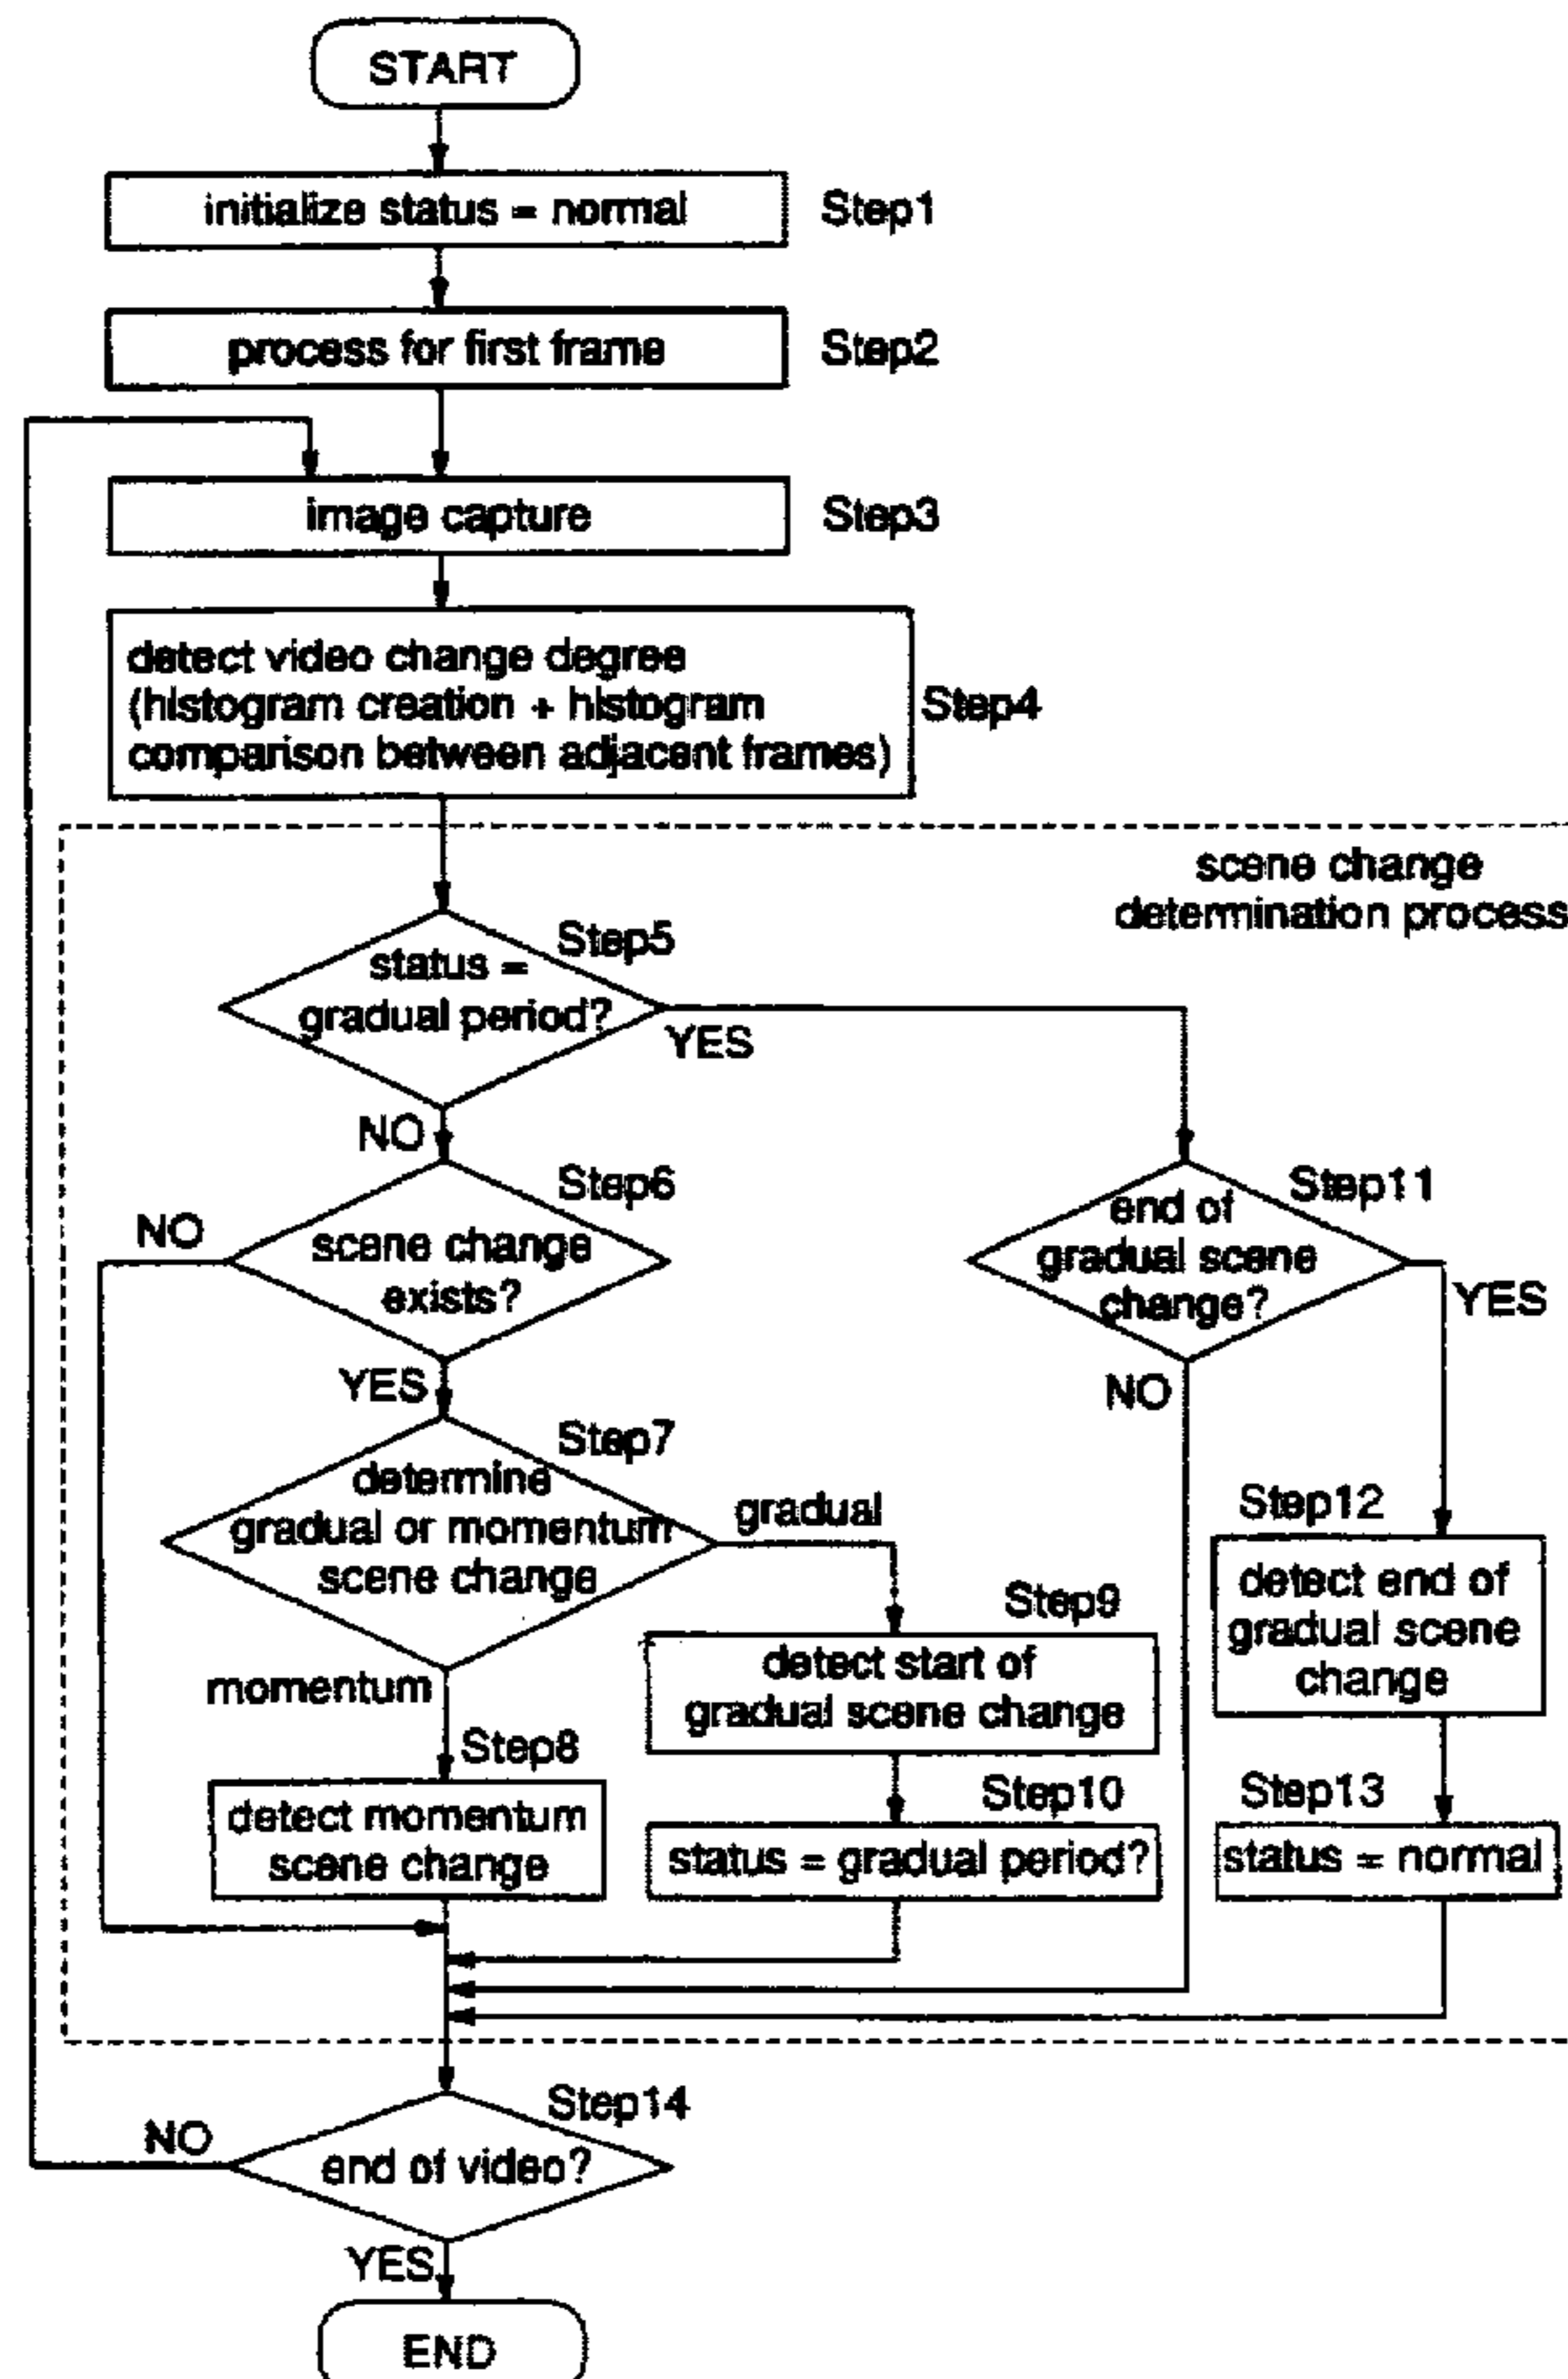 START
initialize status = normal
Step1
process for first frame
Step2
image capture
Step3
detect video change degree
(histogram creation + histogram
comparison between adjacent frames)
Step4
scene change
determination process
Step5
status =
gradual period?
YES
NO
Step6
scene change
exists?
NO
YES
Step11
end of
gradual scene
change?
YES
NO
Step7
determine
gradual or momentum
scene change
gradual
momentum
Step12
detect end of
gradual scene
change
Step9
detect start of
gradual scene change
Step8
detect momentum
scene change
Step10
status = gradual period?
Step13
status = normal
Step14
end of video?
NO
YES
END